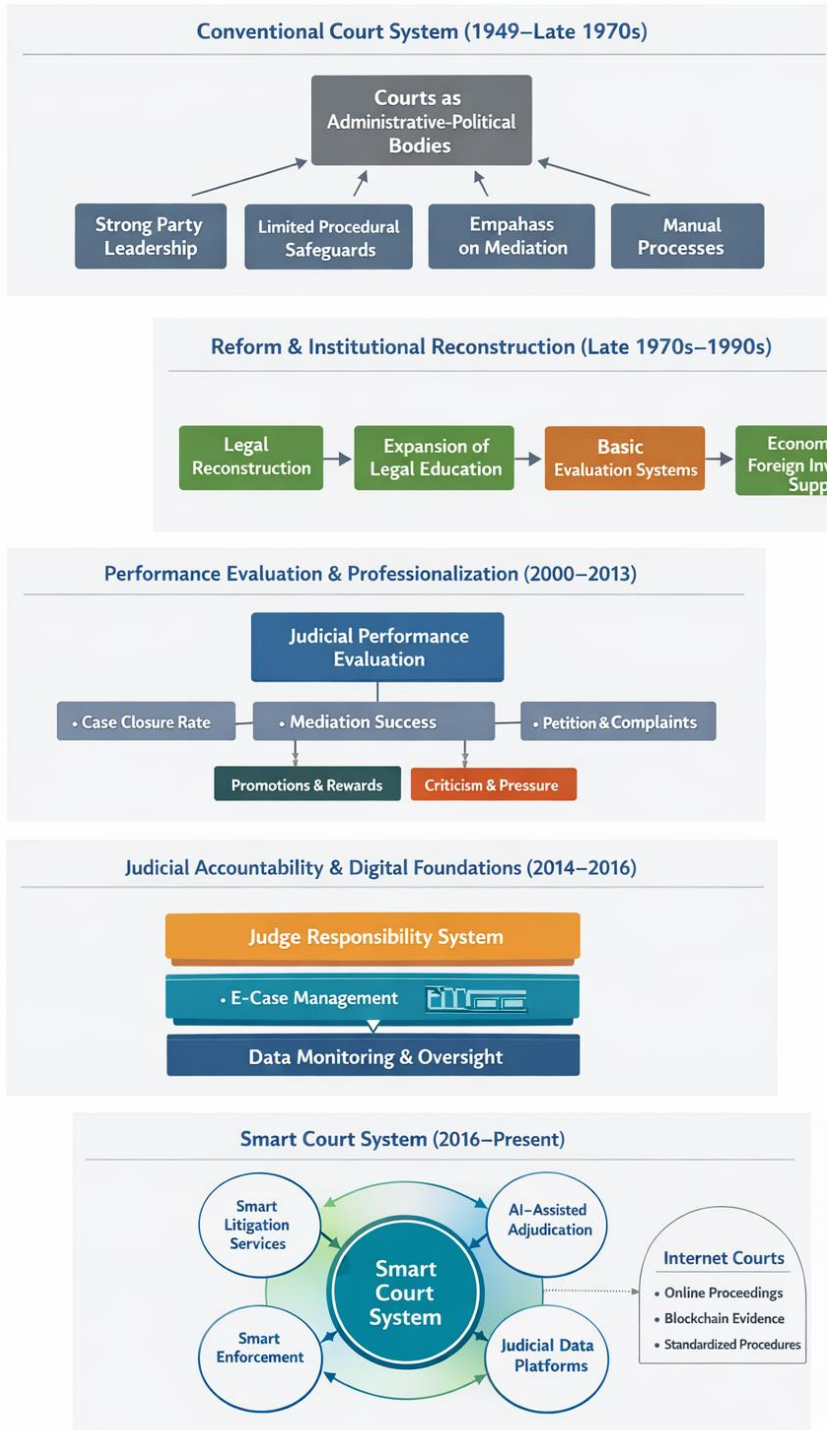 Conventional Court System (1949–Late 1970s)
Courts as
Administrative-Political
Bodies
Strong Party
Leadership
Limited Procedural
Safeguards
Empahass
on Mediation
Manual
Processes
Reform & Institutional Reconstruction (Late 1970s–1990s)
Legal
Reconstruction
Expansion of
Legal Education
Basic
Evaluation Systems
Econom
Foreign Inv
Supp
Performance Evaluation & Professionalization (2000–2013)
Judicial Performance
Evaluation
• Case Closure Rate
• Mediation Success
• Petition & Complaints
Promotions & Rewards
Criticism & Pressure
Judicial Accountability & Digital Foundations (2014–2016)
Judge Responsibility System
• E-Case Management
Data Monitoring & Oversight
Smart Court System (2016–Present)
Smart
Litigation
Services
AI-Assisted
Adjudication
Smart
Court
System
Smart
Enforcement
Judicial Data
Platforms
Internet Courts
• Online Proceedings
• Blockchain Evidence
• Standardized Procedures